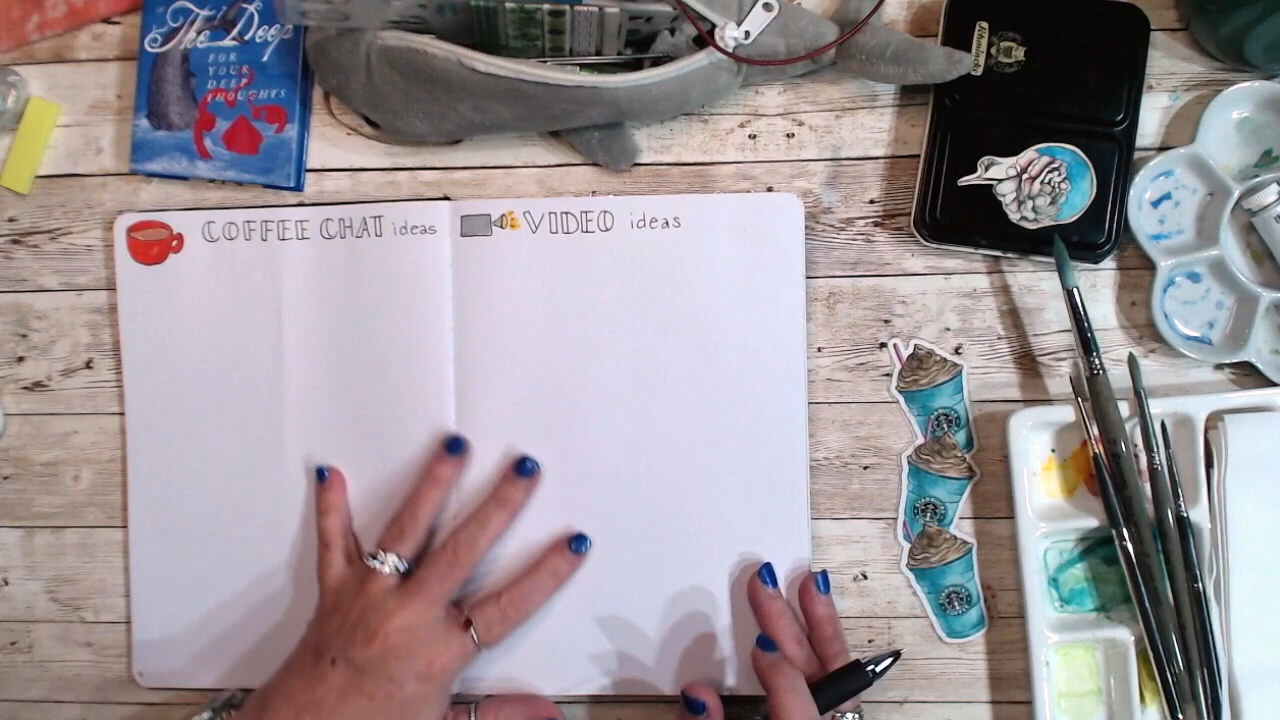 The Deep
FOR
YOUR
DEEP
THOUGHTS
COFFEE CHAT ideas
VIDEO ideas